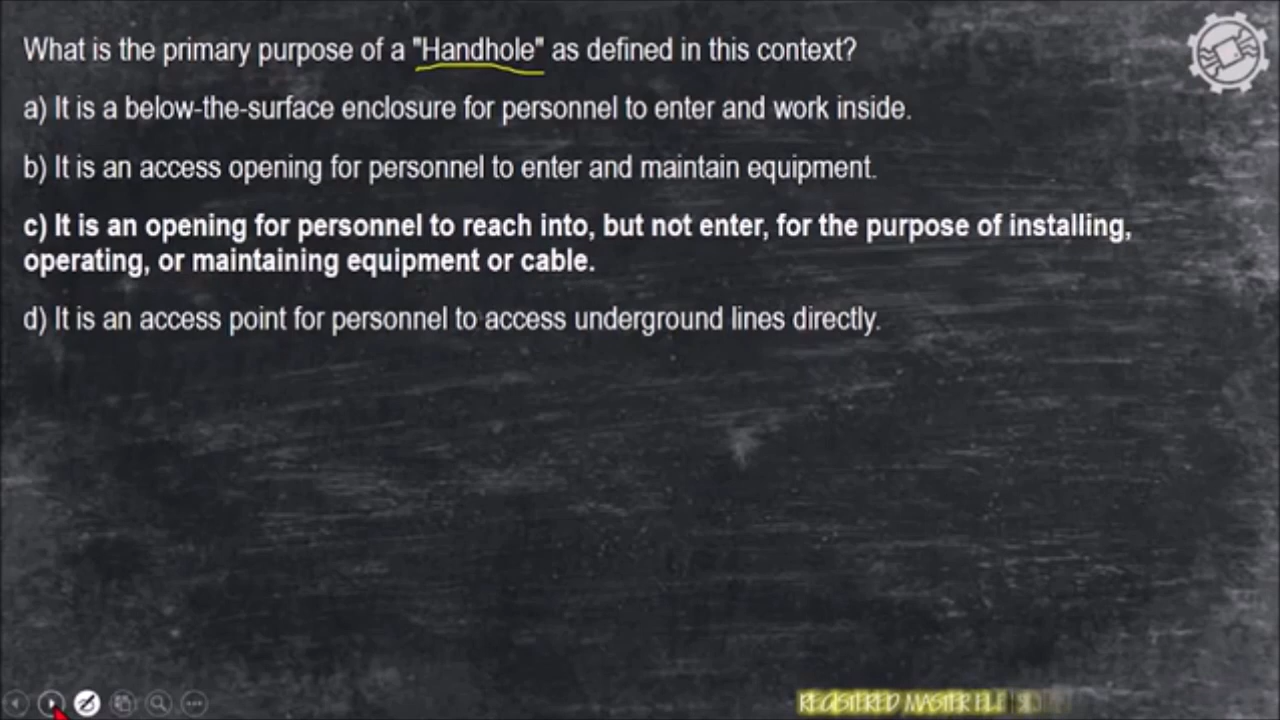 What is the primary purpose of a "Handhole" as defined in this context?
a) It is a below-the-surface enclosure for personnel to enter and work inside.
b) It is an access opening for personnel to enter and maintain equipment.
c) It is an opening for personnel to reach into, but not enter, for the purpose of installing,
operating, or maintaining equipment or cable.
d) It is an access point for personnel to access underground lines directly.
REGISTERED MASTER ELE